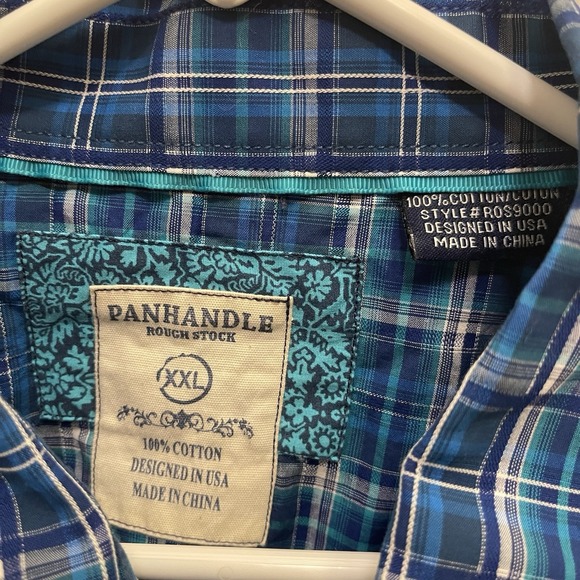 PANHANDLE
ROUGH STOCK
XXL
100% COTTON
DESIGNED IN USA
MADE IN CHINA
100% COTTON/COTON
STYLE# R0S9000
DESIGNED IN USA
MADE IN CHINA